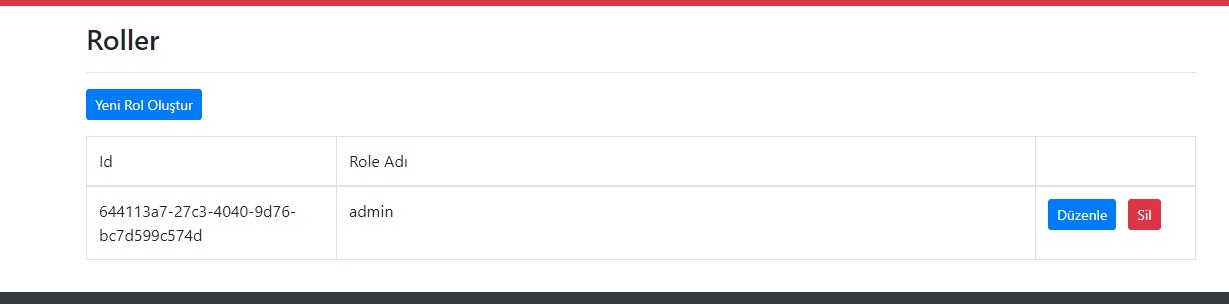 Roller
Yeni Rol Oluştur
Id Role Adı
644113a7-27c3-4040-9d76- admin Düzenle Sil
bc7d599c574d